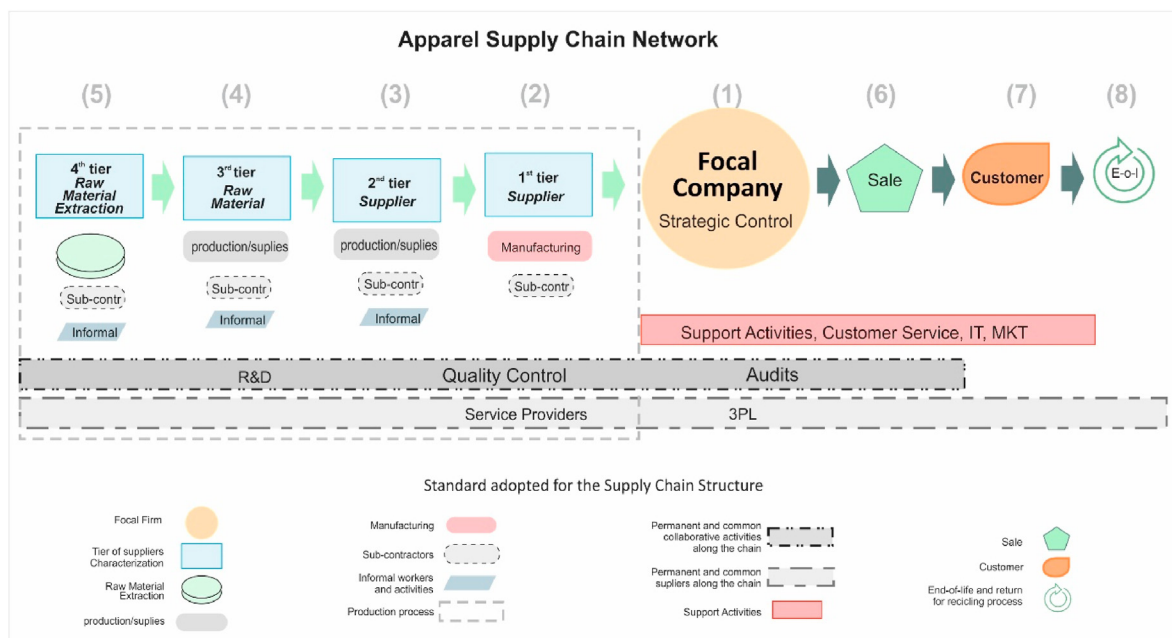 Apparel Supply Chain Network
(5)
(4)
(3)
(2)
(1)
(6)
(7)
(8)
4th tier
Raw
Material
Extraction
3rd tier
Raw
Material
2nd tier
Supplier
1st tier
Supplier
Focal
Company
Strategic Control
Sale
Customer
E-o-l
production/suplies
production/suplies
Manufacturing
Sub-contr
Sub-contr
Sub-contr
Sub-contr
Informal
Informal
Informal
Support Activities, Customer Service, IT, MKT
R&D
Quality Control
Audits
Service Providers
3PL
Standard adopted for the Supply Chain Structure
Focal Firm
Tier of suppliers
Characterization
Raw Material
Extraction
production/suplies
Manufacturing
Sub-contractors
Informal workers
and activities
Production process
Permanent and common
collaborative activities
along the chain
Permanent and common
supliers along the chain
Support Activities
Sale
Customer
End-of-life and return
for recicling process